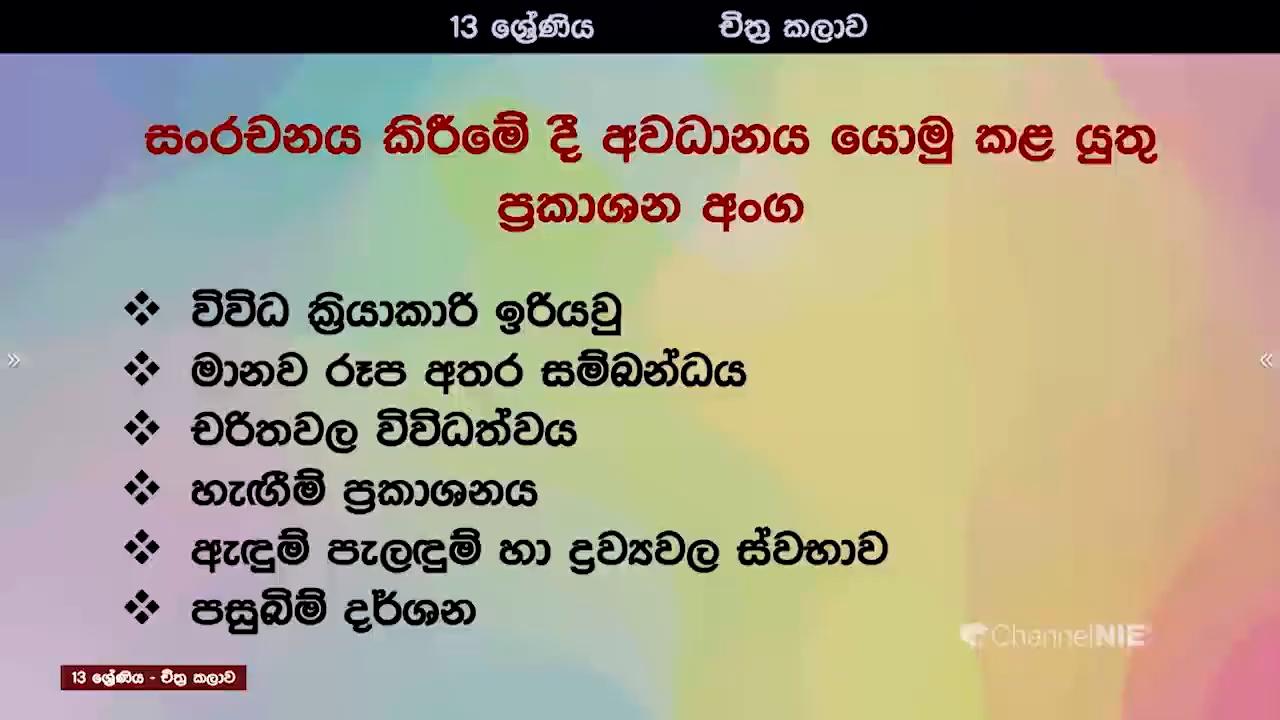 13 ශ්‍රේණිය චිත්‍ර කලාව
සංරචනය කිරීමේ දී අවධානය යොමු කළ යුතු
ප්‍රකාශන අංග
❖ විවිධ ක්‍රියාකාරී ඉරියවු
❖ මානව රූප අතර සම්බන්ධය
❖ චරිතවල විවිධත්වය
❖ හැඟීම් ප්‍රකාශනය
❖ ඇඳුම් පැලඳුම් හා ද්‍රව්‍යවල ස්වභාව
❖ පසුබිම් දර්ශන
ChannelNIE
13 ශ්‍රේණිය - චිත්‍ර කලාව